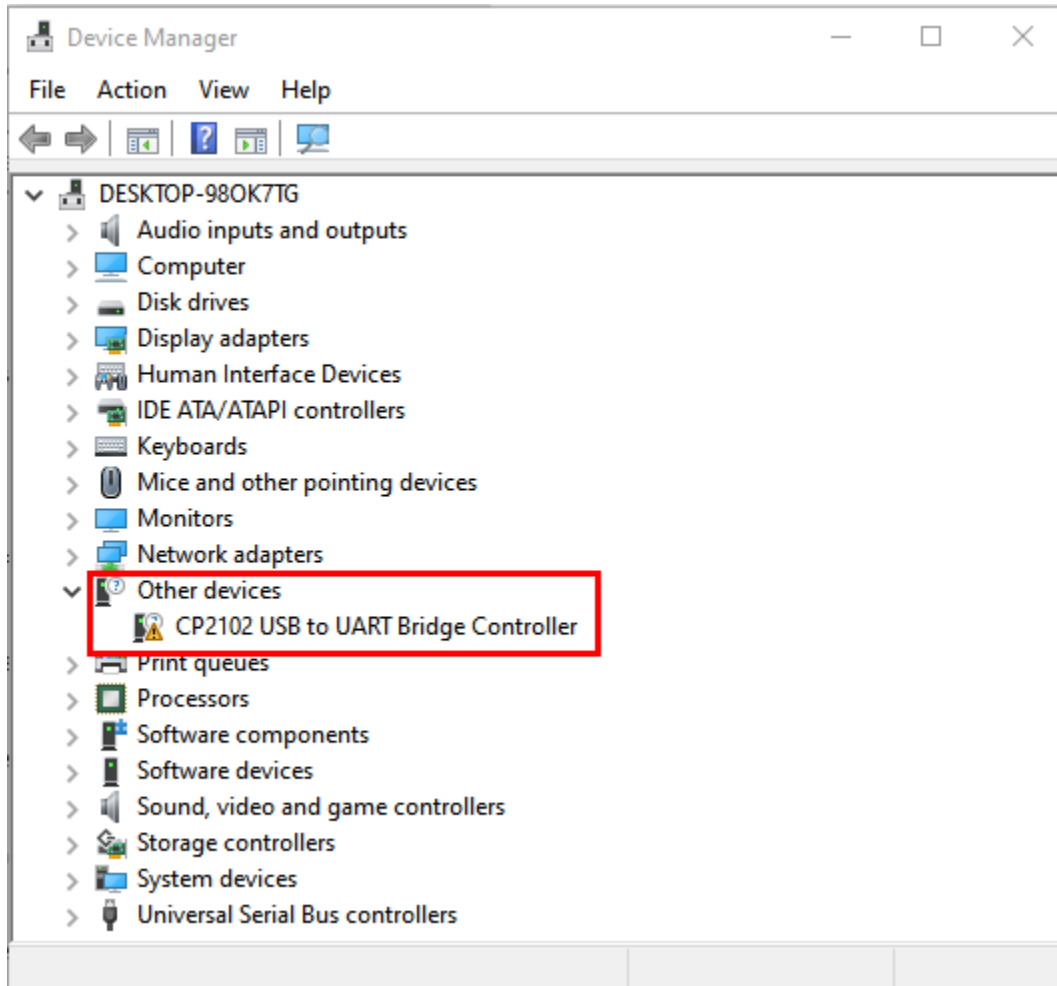 Device Manager
File Action View Help
DESKTOP-98OK7TG
Audio inputs and outputs
Computer
Disk drives
Display adapters
Human Interface Devices
IDE ATA/ATAPI controllers
Keyboards
Mice and other pointing devices
Monitors
Network adapters
Other devices
CP2102 USB to UART Bridge Controller
Print queues
Processors
Software components
Software devices
Sound, video and game controllers
Storage controllers
System devices
Universal Serial Bus controllers